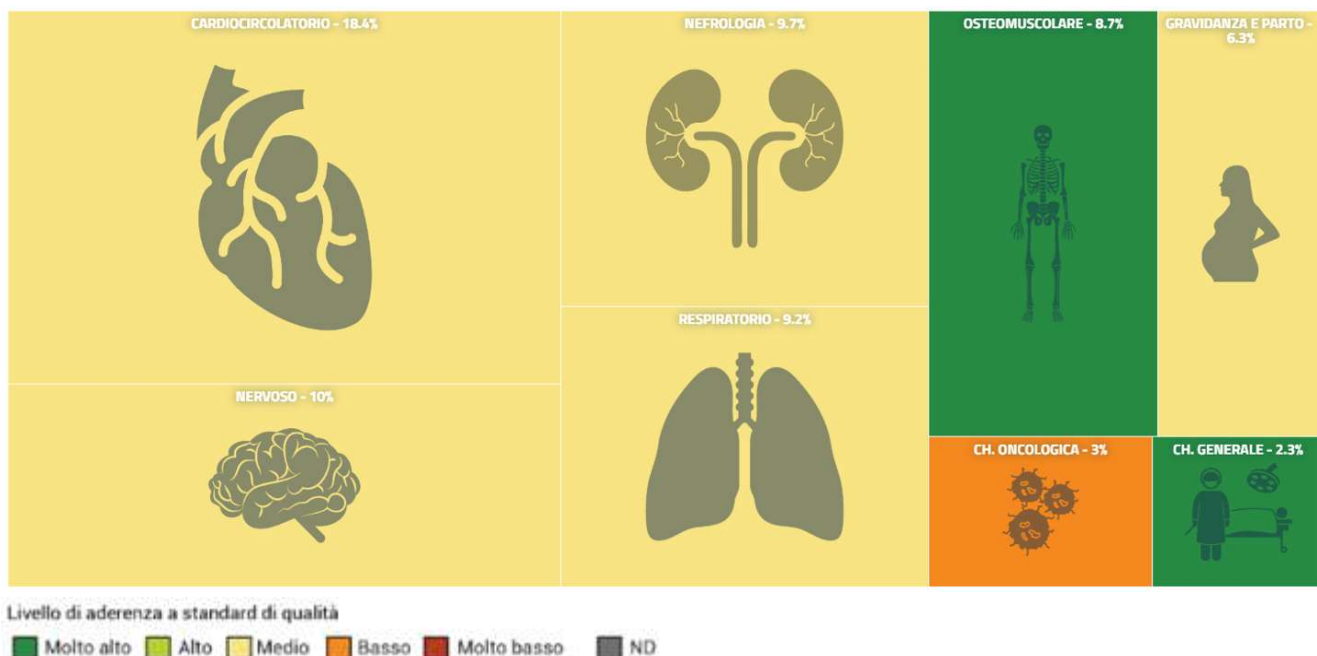 CARDIOCIRCOLATORIO - 18.4%
NEFROLOGIA - 9.7%
OSTEOMUSCOLARE - 8.7%
GRAVIDANZA E PARTO -
6.3%
RESPIRATORIO - 9.2%
NERVOSO - 10%
CH. ONCOLOGICA - 3%
CH. GENERALE - 2.3%
Livello di aderenza a standard di qualità
Molto alto Alto Medio Basso Molto basso ND